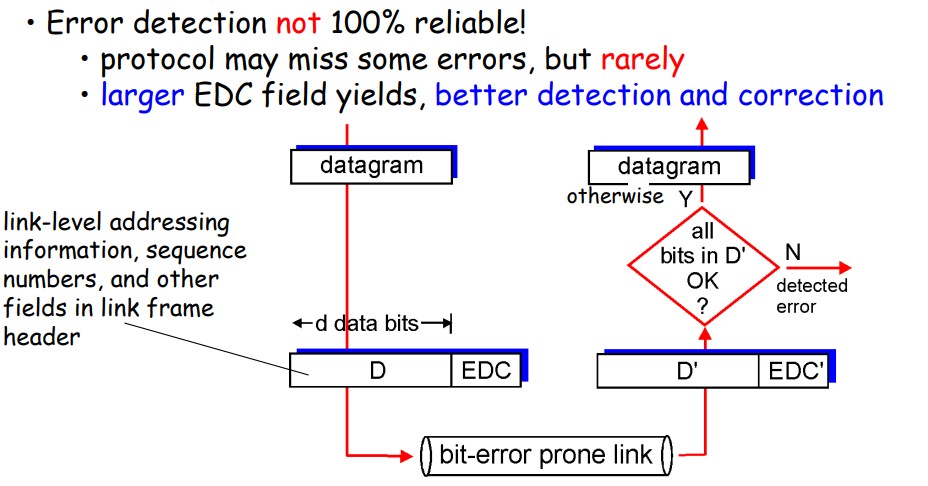 • Error detection not 100% reliable!
• protocol may miss some errors, but rarely
• larger EDC field yields, better detection and correction
datagram
datagram
otherwise Y
link-level addressing
information, sequence
numbers, and other
fields in link frame
header
all
bits in D'
OK
?
N
detected
error
d data bits
D
EDC
D'
EDC'
bit-error prone link